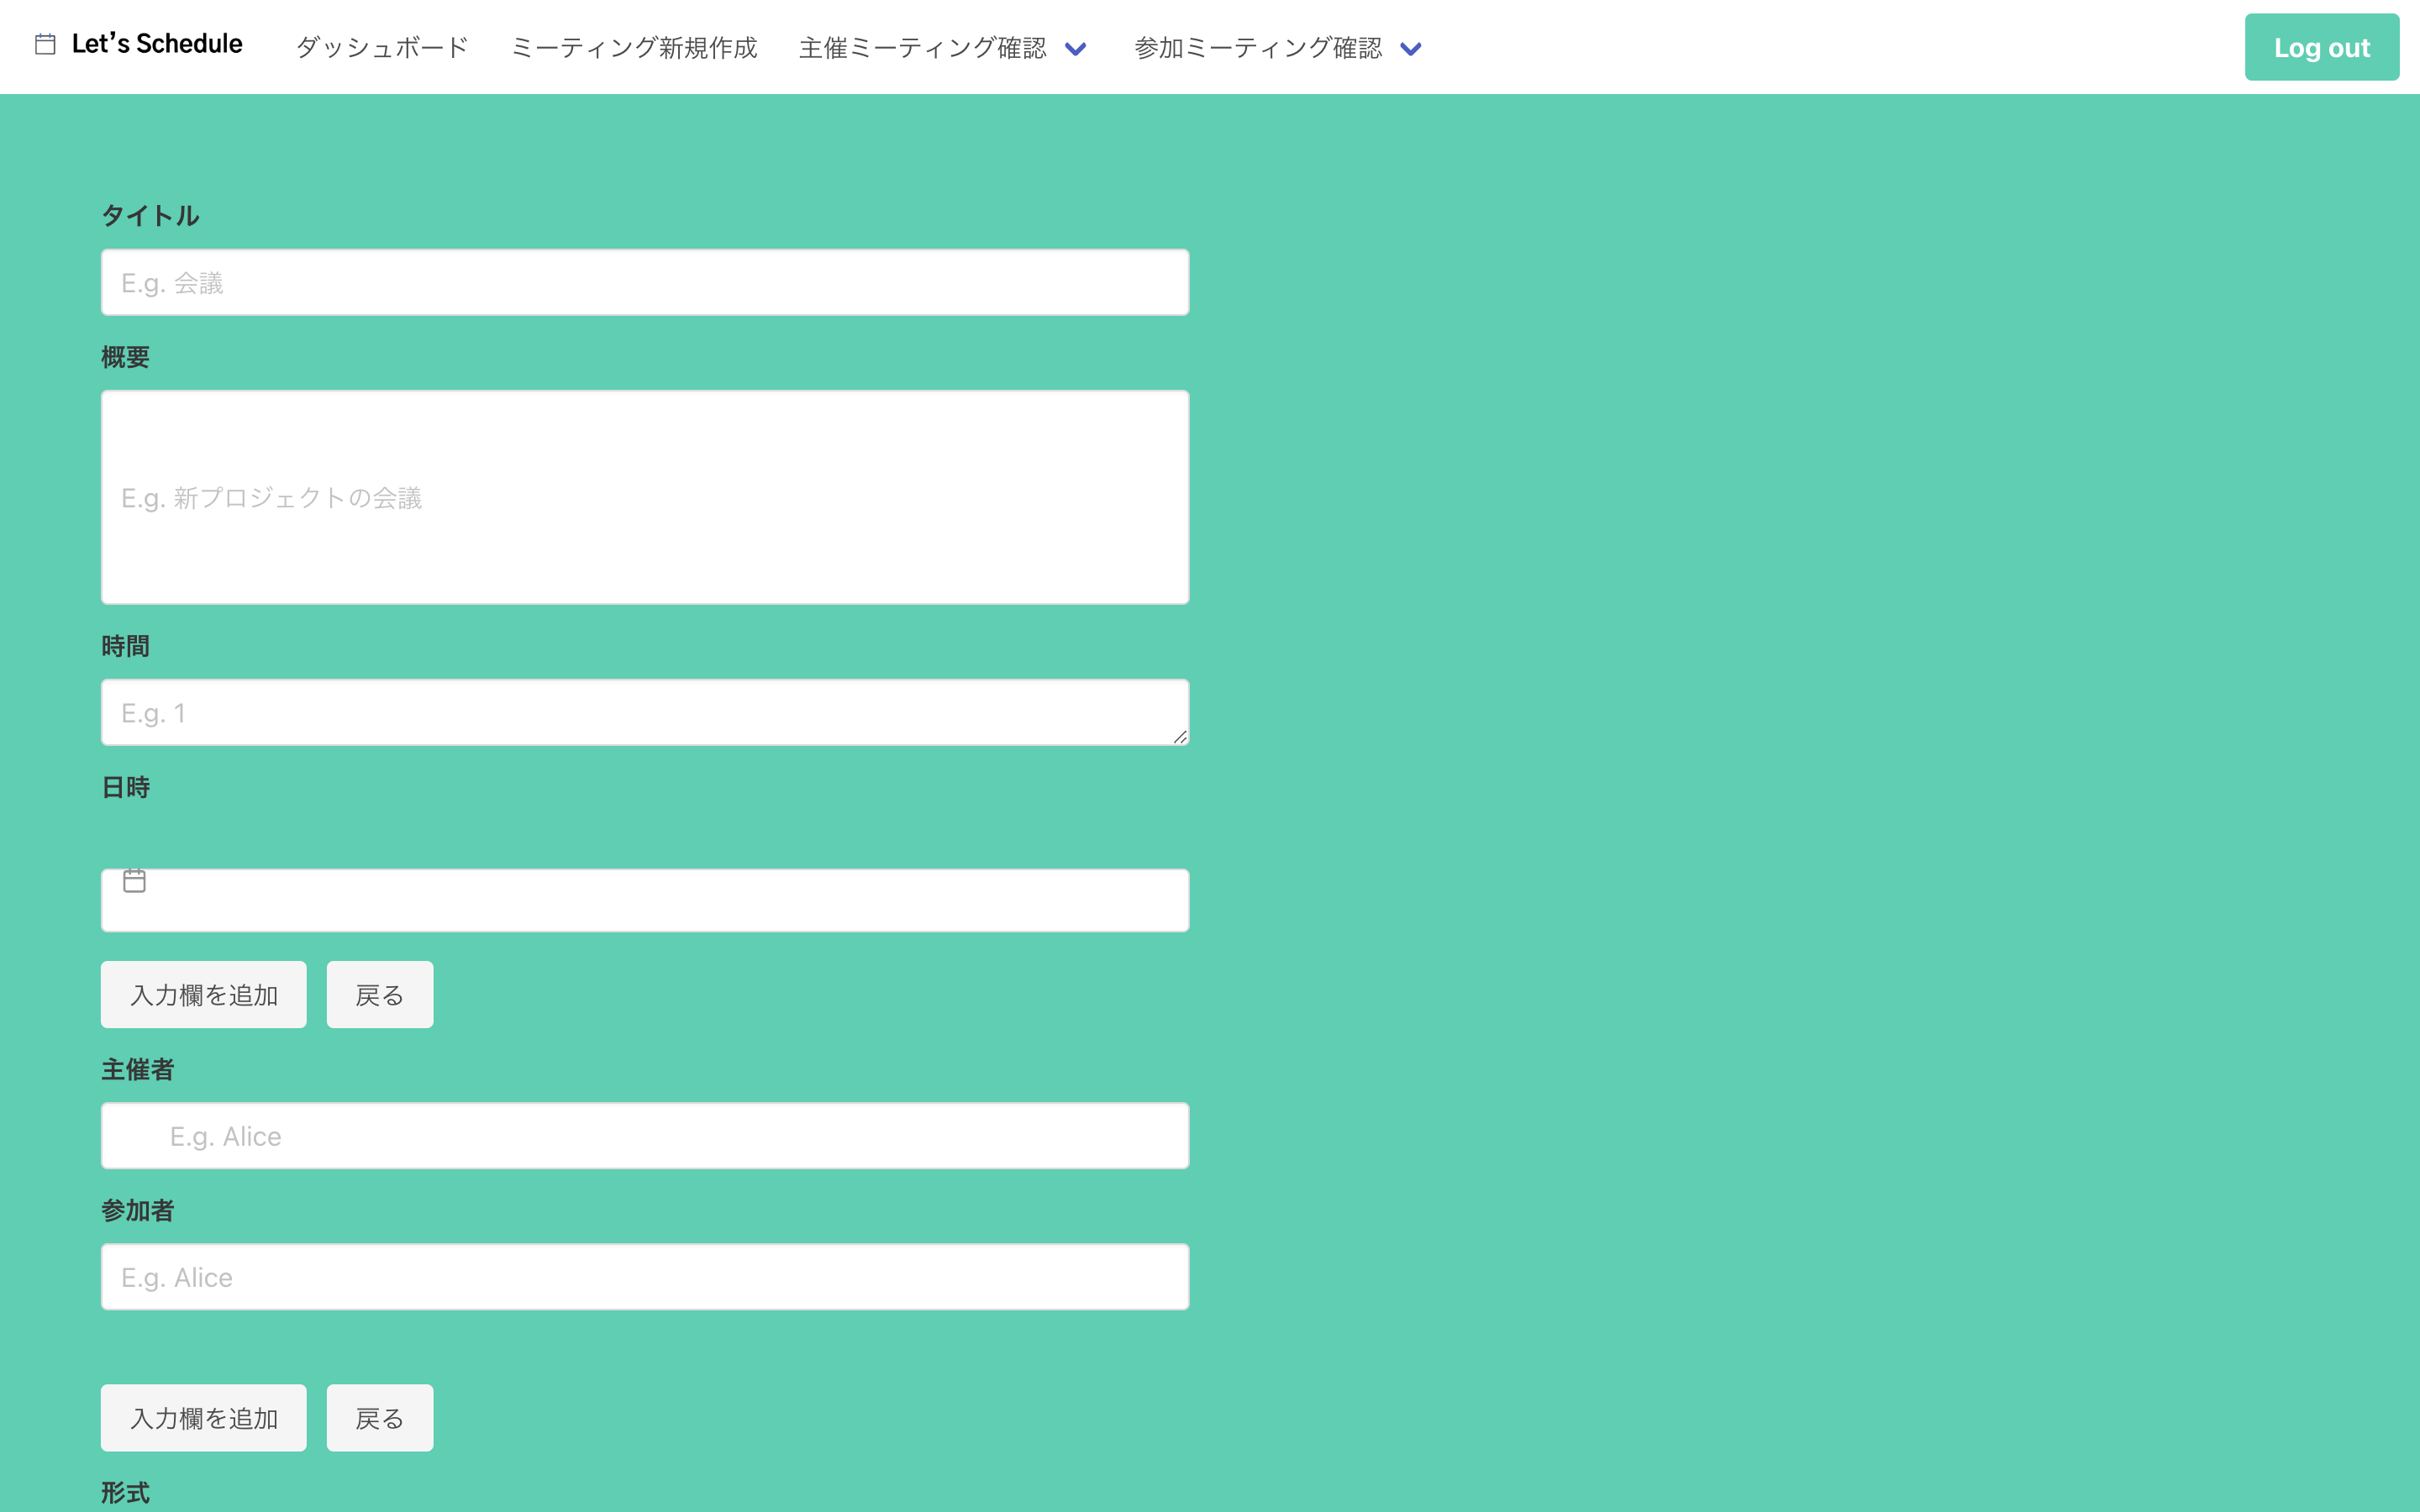 Let's Schedule ダッシュボード ミーティング新規作成 主催ミーティング確認 参加ミーティング確認 Log out
タイトル
E.g. 会議
概要
E.g. 新プロジェクトの会議
時間
E.g. 1
日時
入力欄を追加 戻る
主催者
E.g. Alice
参加者
E.g. Alice
入力欄を追加 戻る
形式